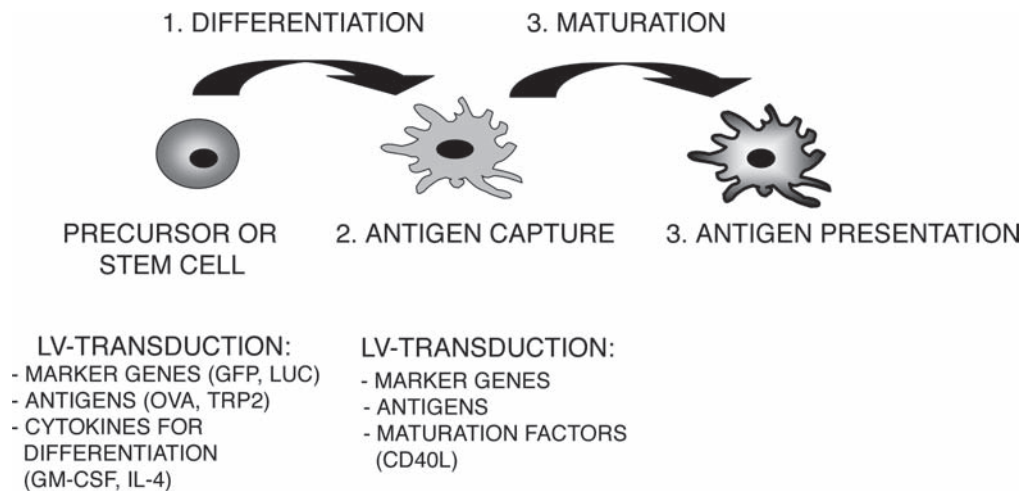 1. DIFFERENTIATION
3. MATURATION
PRECURSOR OR
STEM CELL
2. ANTIGEN CAPTURE
3. ANTIGEN PRESENTATION
LV-TRANSDUCTION:
- MARKER GENES (GFP, LUC)
- ANTIGENS (OVA, TRP2)
- CYTOKINES FOR
DIFFERENTIATION
(GM-CSF, IL-4)
LV-TRANSDUCTION:
- MARKER GENES
- ANTIGENS
- MATURATION FACTORS
(CD40L)